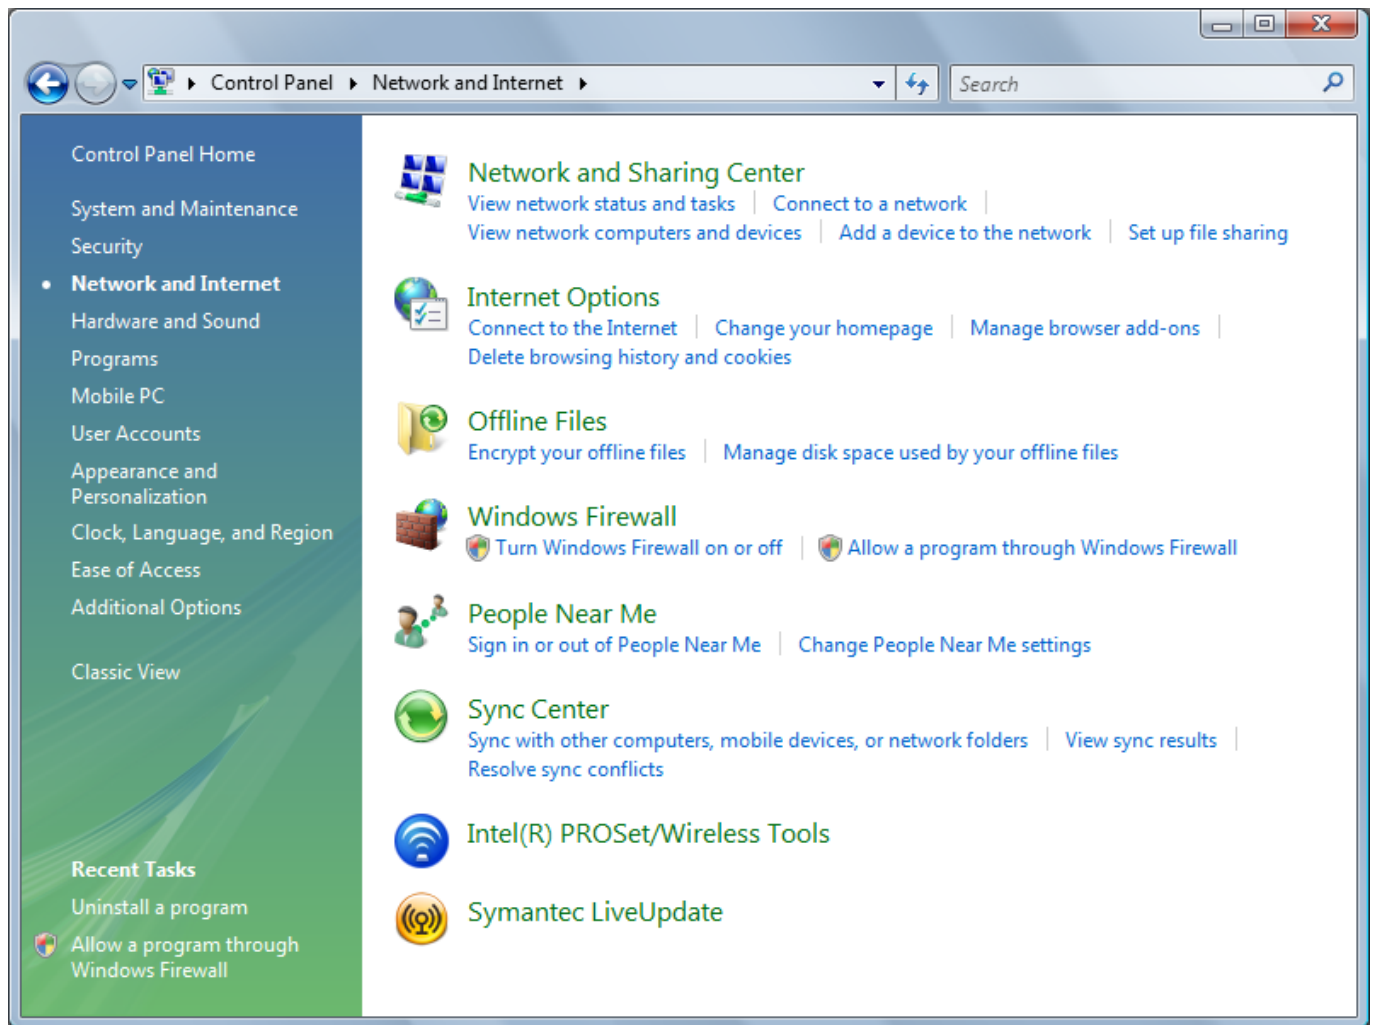 Control Panel
Network and Internet
Search
Control Panel Home
System and Maintenance
Security
Network and Internet
Hardware and Sound
Programs
Mobile PC
User Accounts
Appearance and
Personalization
Clock, Language, and Region
Ease of Access
Additional Options
Classic View
Recent Tasks
Uninstall a program
Allow a program through
Windows Firewall
Network and Sharing Center
View network status and tasks Connect to a network
View network computers and devices Add a device to the network Set up file sharing
Internet Options
Connect to the Internet Change your homepage Manage browser add-ons
Delete browsing history and cookies
Offline Files
Encrypt your offline files Manage disk space used by your offline files
Windows Firewall
Turn Windows Firewall on or off Allow a program through Windows Firewall
People Near Me
Sign in or out of People Near Me Change People Near Me settings
Sync Center
Sync with other computers, mobile devices, or network folders View sync results
Resolve sync conflicts
Intel(R) PROSet/Wireless Tools
Symantec LiveUpdate